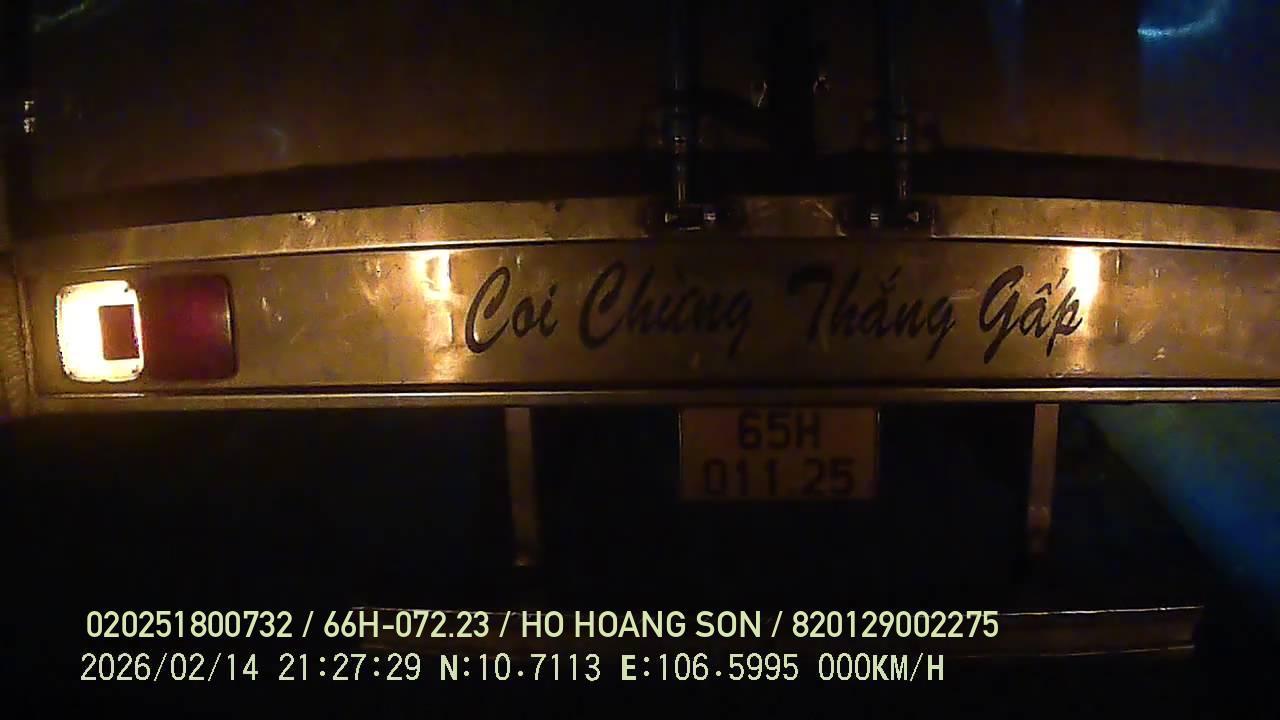 Coi Chừng Thắng Gấp
65H
011.25
020251800732 / 66H-072.23 / HO HOANG SON / 820129002275
2026/02/14 21:27:29 N:10.7113 E:106.5995 000KM/H